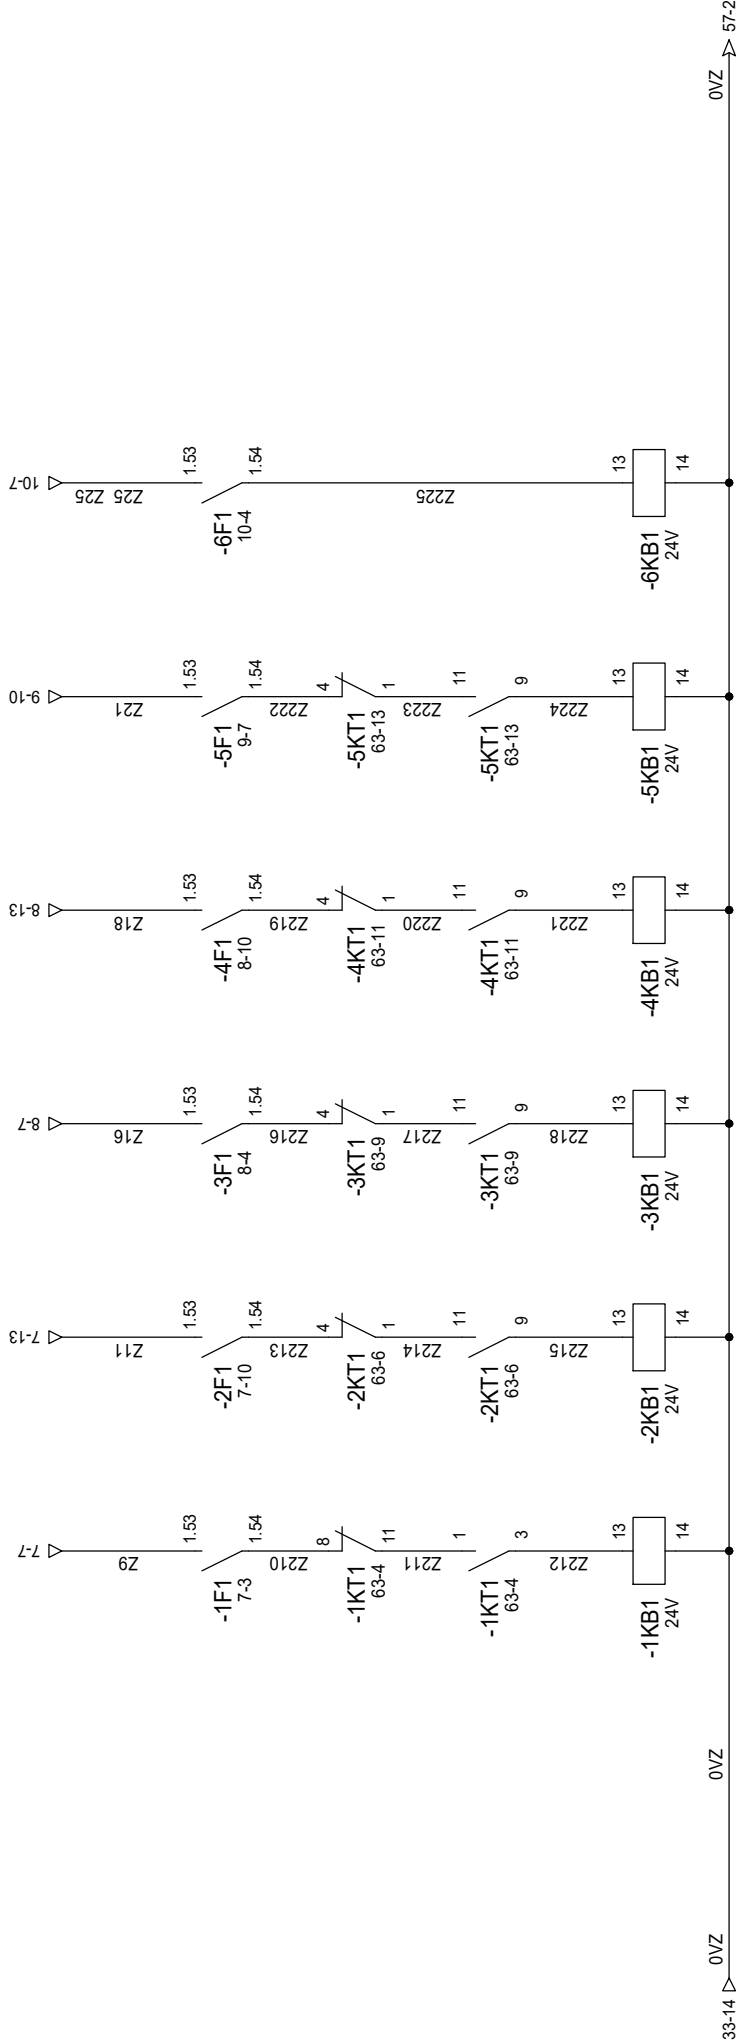 57-2
0VZ
10-7
Z25 Z25
1.53
1.54
-6F1
10-4
Z225
13
14
-6KB1
24V
9-10
Z21
1.53
1.54
-5F1
9-7
Z222
4
1
-5KT1
63-13
Z223
11
9
-5KT1
63-13
Z224
13
14
-5KB1
24V
8-13
Z18
1.53
1.54
-4F1
8-10
Z219
4
1
-4KT1
63-11
Z220
11
9
-4KT1
63-11
Z221
13
14
-4KB1
24V
8-7
Z16
1.53
1.54
-3F1
8-4
Z216
4
1
-3KT1
63-9
Z217
11
9
-3KT1
63-9
Z218
13
14
-3KB1
24V
7-13
Z11
1.53
1.54
-2F1
7-10
Z213
4
1
-2KT1
63-6
Z214
11
9
-2KT1
63-6
Z215
13
14
-2KB1
24V
7-7
Z9
1.53
1.54
-1F1
7-3
Z210
8
11
-1KT1
63-4
Z211
1
3
-1KT1
63-4
Z212
13
14
-1KB1
24V
0VZ
0VZ
33-14